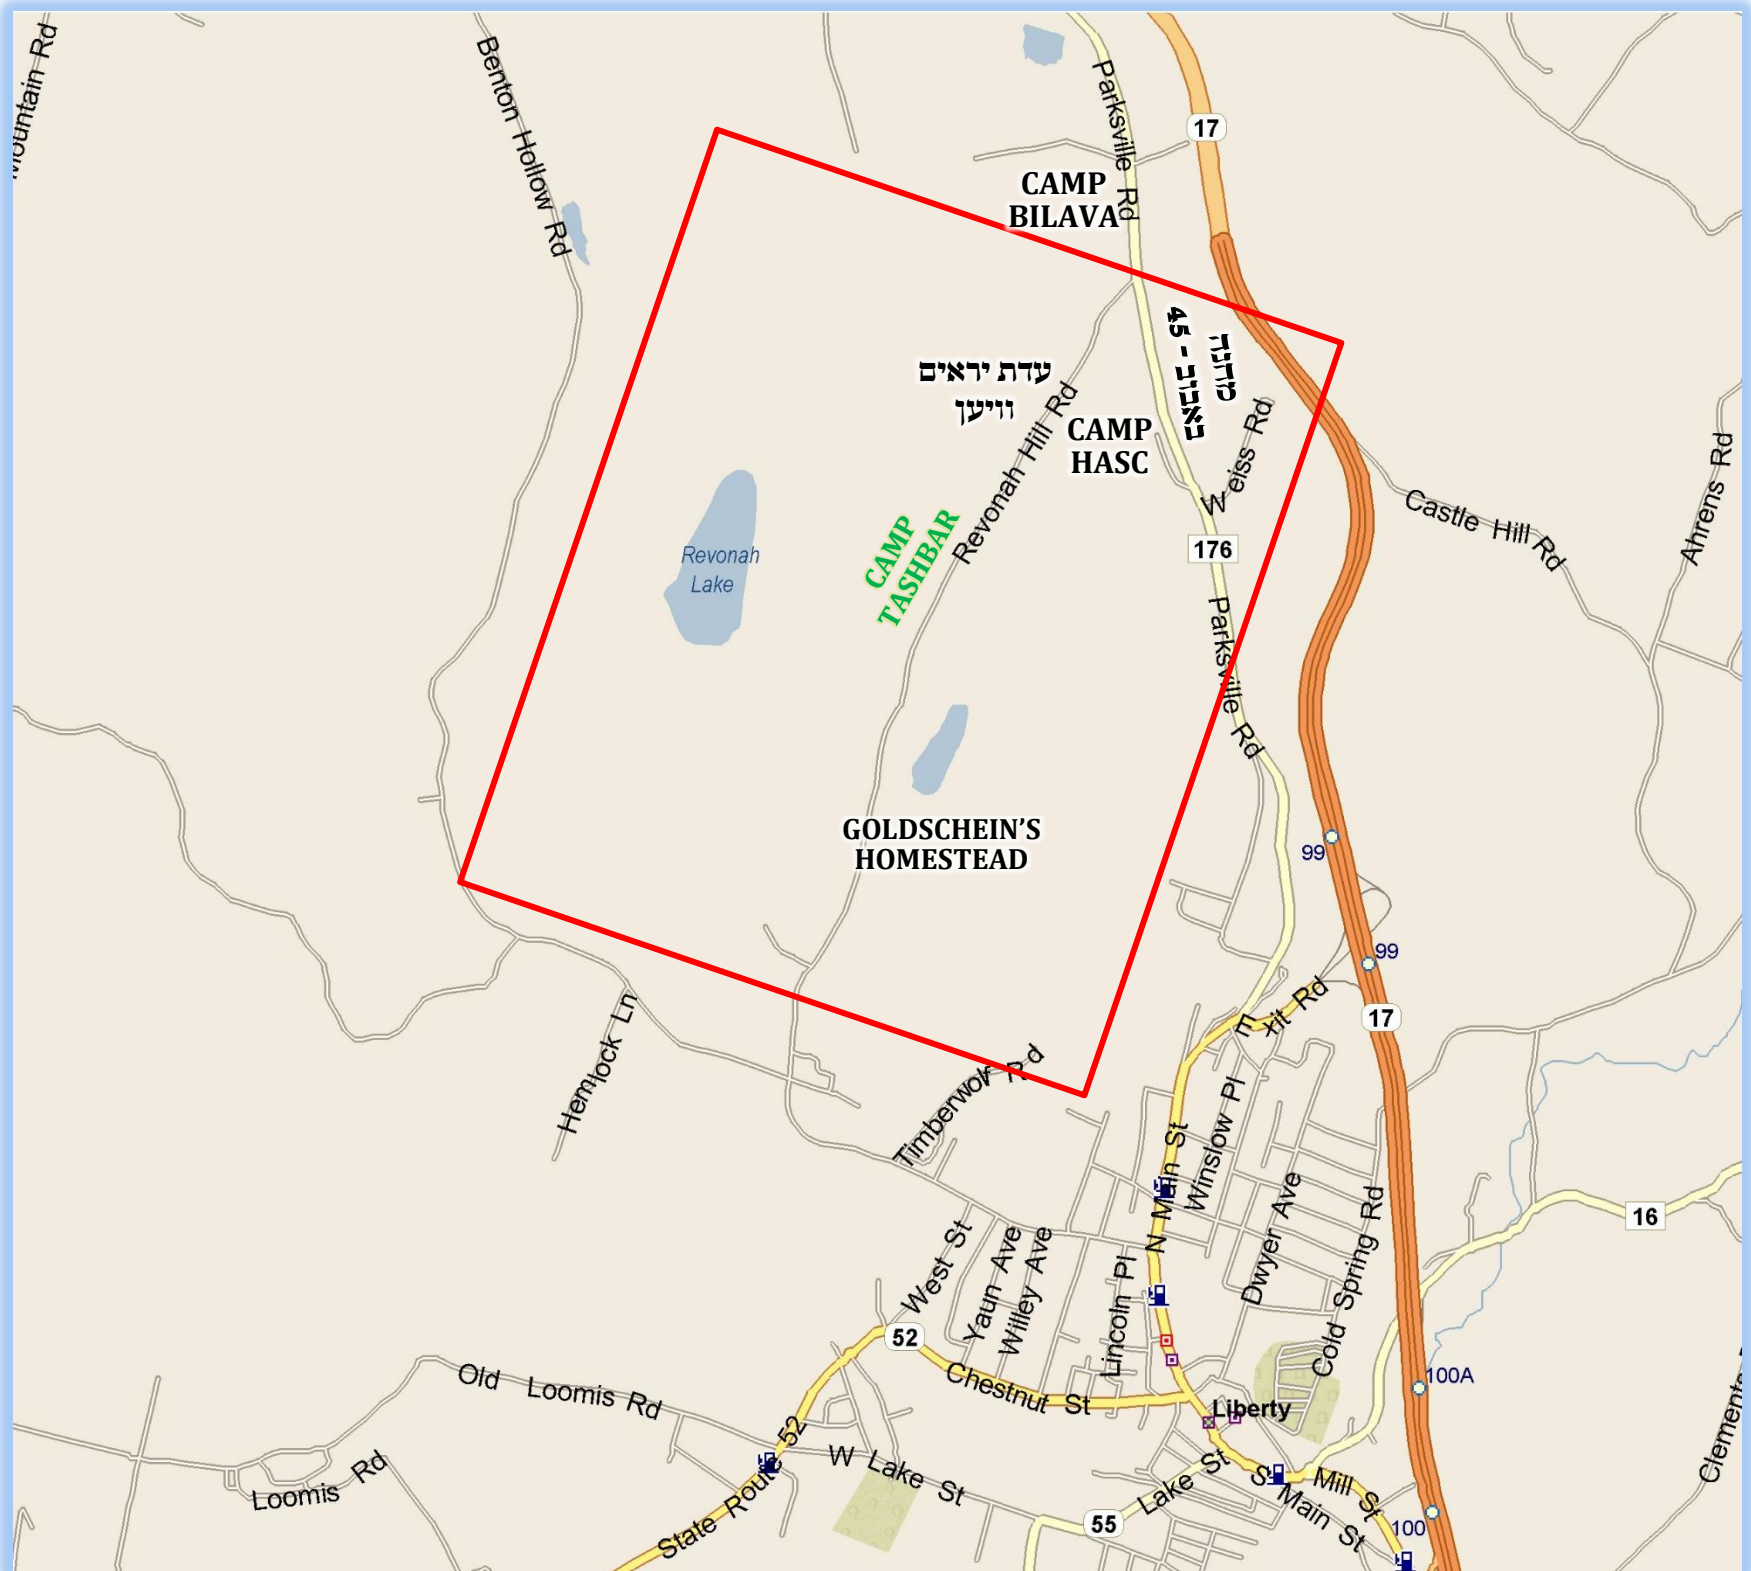 Mountain Rd
Benton Hollow Rd
Parksville Rd
17
CAMP
BILAVA
עדת יראים
וויען
מחנה
באבוב - 45
CAMP
HASC
Revonah Hill Rd
Weiss Rd
Castle Hill Rd
Ahrens Rd
Revonah
Lake
CAMP
TASHBAR
176
Parksville Rd
GOLDSCHEIN'S
HOMESTEAD
99
99
Exit Rd
17
Hemlock Ln
Timberwolf Rd
N Main St
Winslow Pl
Dwyer Ave
Cold Spring Rd
16
West St
Yaun Ave
Willey Ave
Lincoln Pl
52
Chestnut St
Old Loomis Rd
100A
Liberty
Loomis Rd
State Route 52
W Lake St
Lake St
S Main St
Mill St
55
100